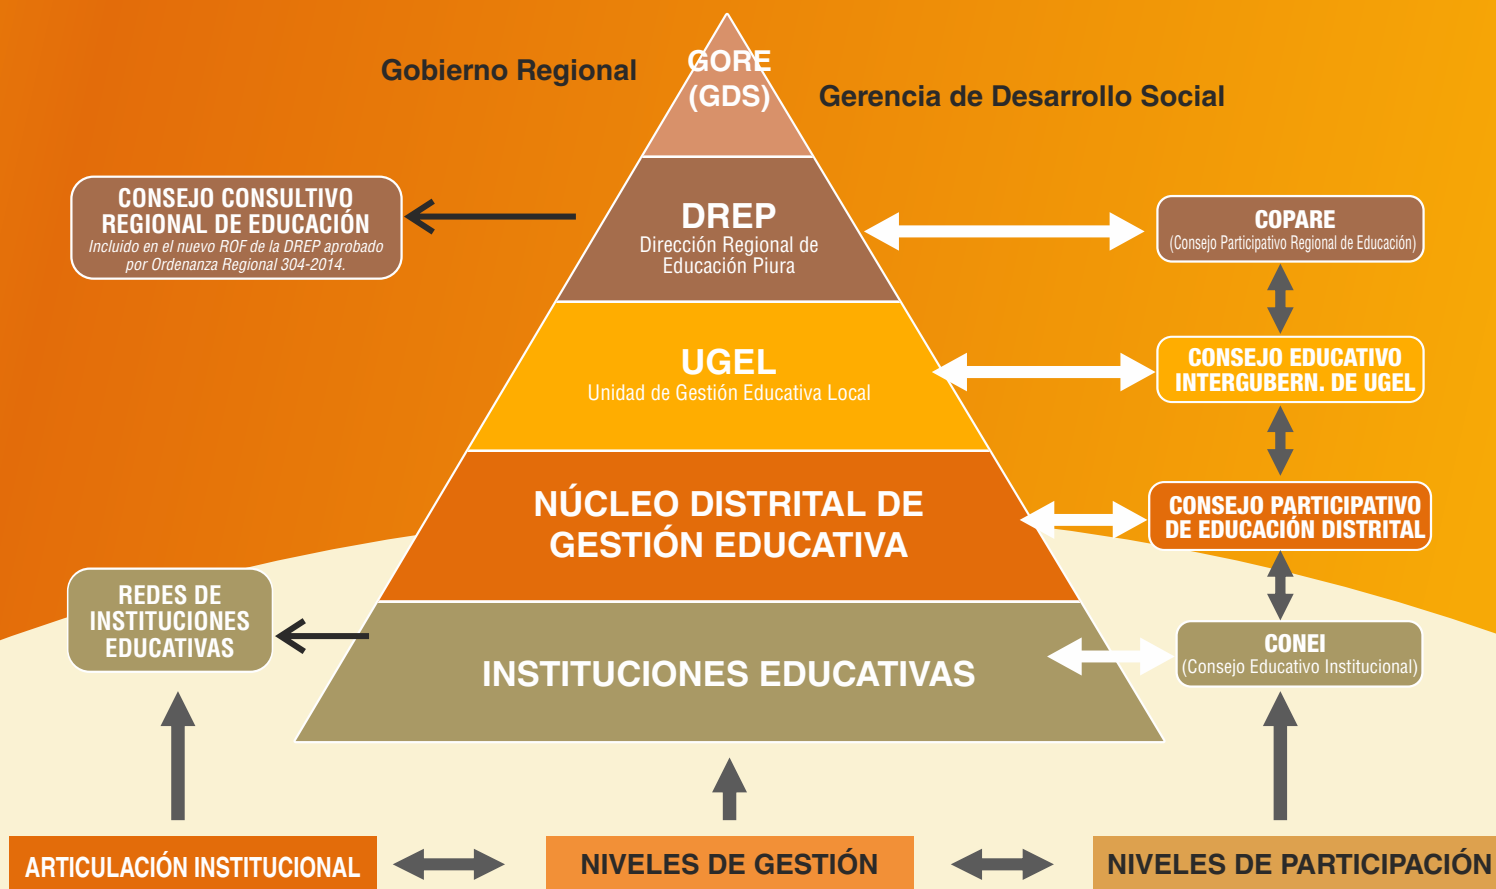 Gobierno Regional
GORE
(GDS)
Gerencia de Desarrollo Social
CONSEJO CONSULTIVO
REGIONAL DE EDUCACIÓN
Incluido en el nuevo ROF de la DREP aprobado
por Ordenanza Regional 304-2014.
DREP
Dirección Regional de
Educación Piura
COPARE
(Consejo Participativo Regional de Educación)
UGEL
Unidad de Gestión Educativa Local
CONSEJO EDUCATIVO
INTERGUBERN. DE UGEL
NÚCLEO DISTRITAL DE
GESTIÓN EDUCATIVA
CONSEJO PARTICIPATIVO
DE EDUCACIÓN DISTRITAL
REDES DE
INSTITUCIONES
EDUCATIVAS
INSTITUCIONES EDUCATIVAS
CONEI
(Consejo Educativo Institucional)
ARTICULACIÓN INSTITUCIONAL
NIVELES DE GESTIÓN
NIVELES DE PARTICIPACIÓN